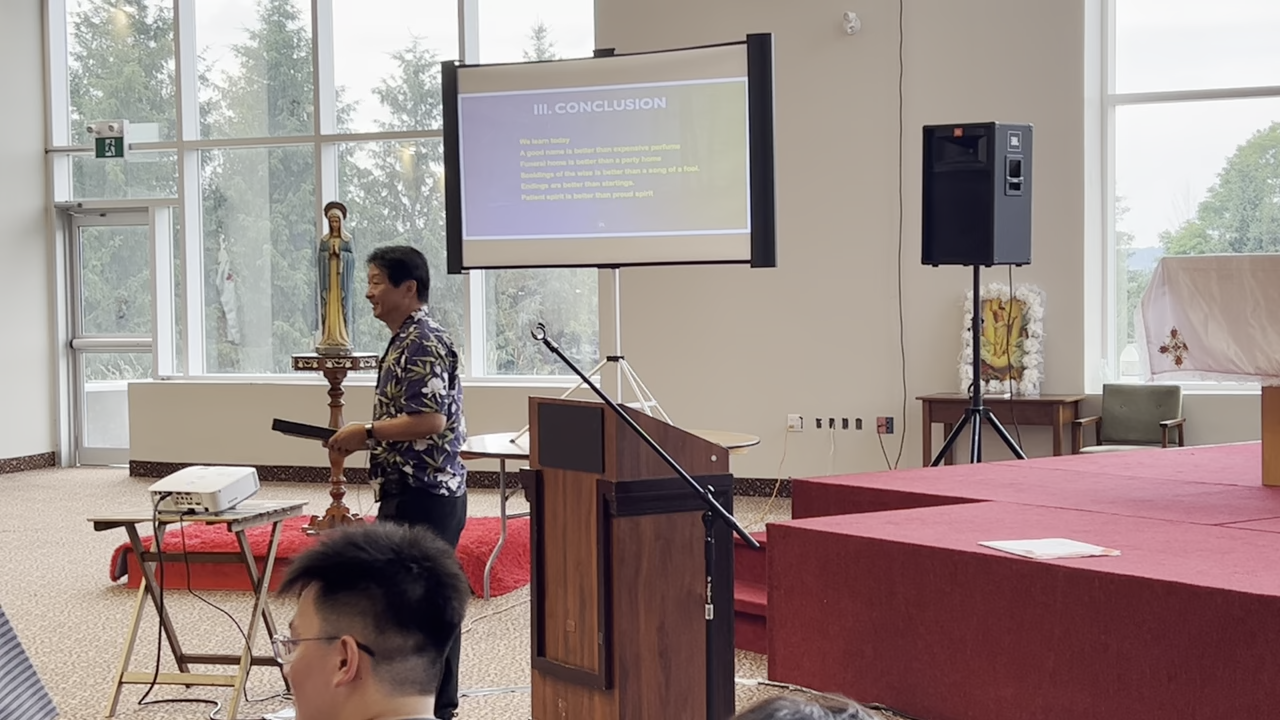 III. CONCLUSION
We learn today
A good name is better than expensive perfume
Funeral home is better than a party home
of the wise is better than a song of a fool.
Endings are better than startings.
Patient spirit is better than proud spirit
JBL
JBL